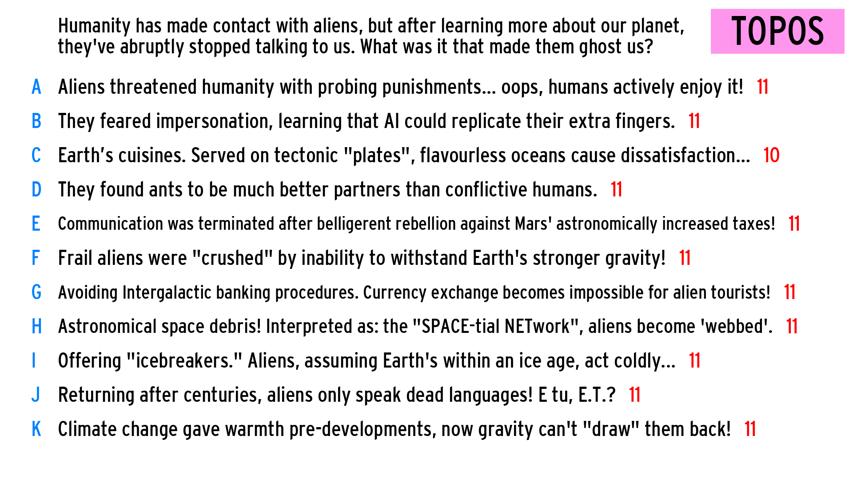 Humanity has made contact with aliens, but after learning more about our planet,
they've abruptly stopped talking to us. What was it that made them ghost us?
TOPOS
A Aliens threatened humanity with probing punishments... oops, humans actively enjoy it! 11
B They feared impersonation, learning that AI could replicate their extra fingers. 11
C Earth's cuisines. Served on tectonic "plates", flavourless oceans cause dissatisfaction... 10
D They found ants to be much better partners than conflictive humans. 11
E Communication was terminated after belligerent rebellion against Mars' astronomically increased taxes! 11
F Frail aliens were "crushed" by inability to withstand Earth's stronger gravity! 11
G Avoiding Intergalactic banking procedures. Currency exchange becomes impossible for alien tourists! 11
H Astronomical space debris! Interpreted as: the "SPACE-tial NETwork", aliens become 'webbed'. 11
I Offering "icebreakers." Aliens, assuming Earth's within an ice age, act coldly... 11
J Returning after centuries, aliens only speak dead languages! E tu, E.T.? 11
K Climate change gave warmth pre-developments, now gravity can't "draw" them back! 11